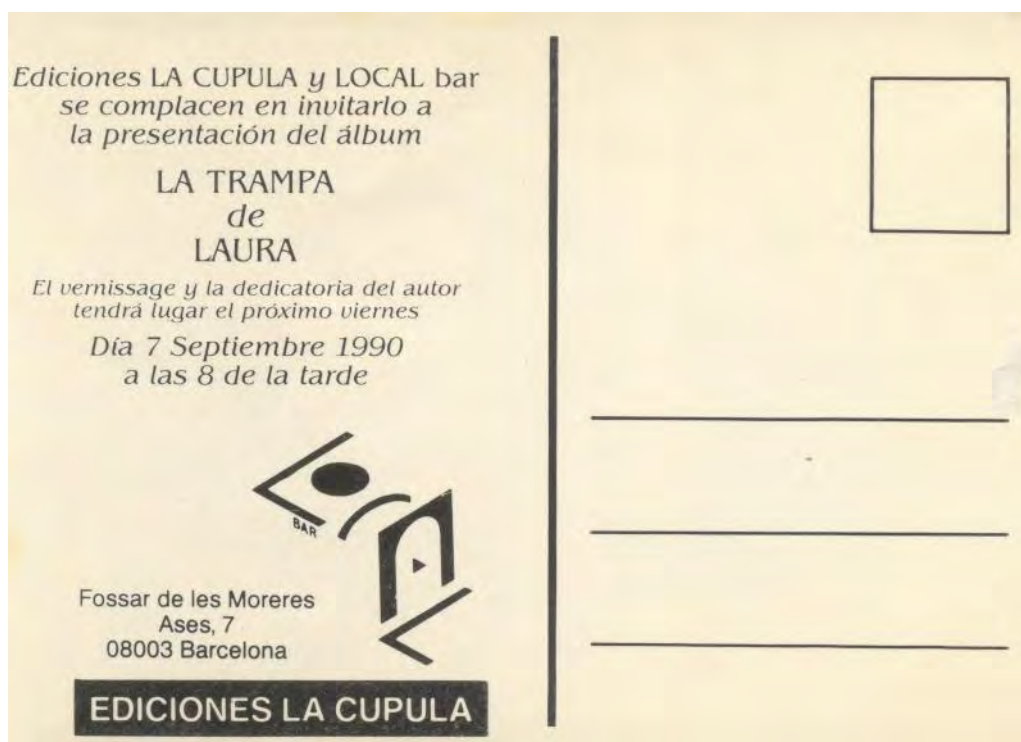 Ediciones LA CUPULA y LOCAL bar
se complacen en invitarlo a
la presentación del álbum
LA TRAMPA
de
LAURA
El vernissage y la dedicatoria del autor
tendrá lugar el próximo viernes
Día 7 Septiembre 1990
a las 8 de la tarde
LOCAL
BAR
Fossar de les Moreres
Ases, 7
08003 Barcelona
EDICIONES LA CUPULA